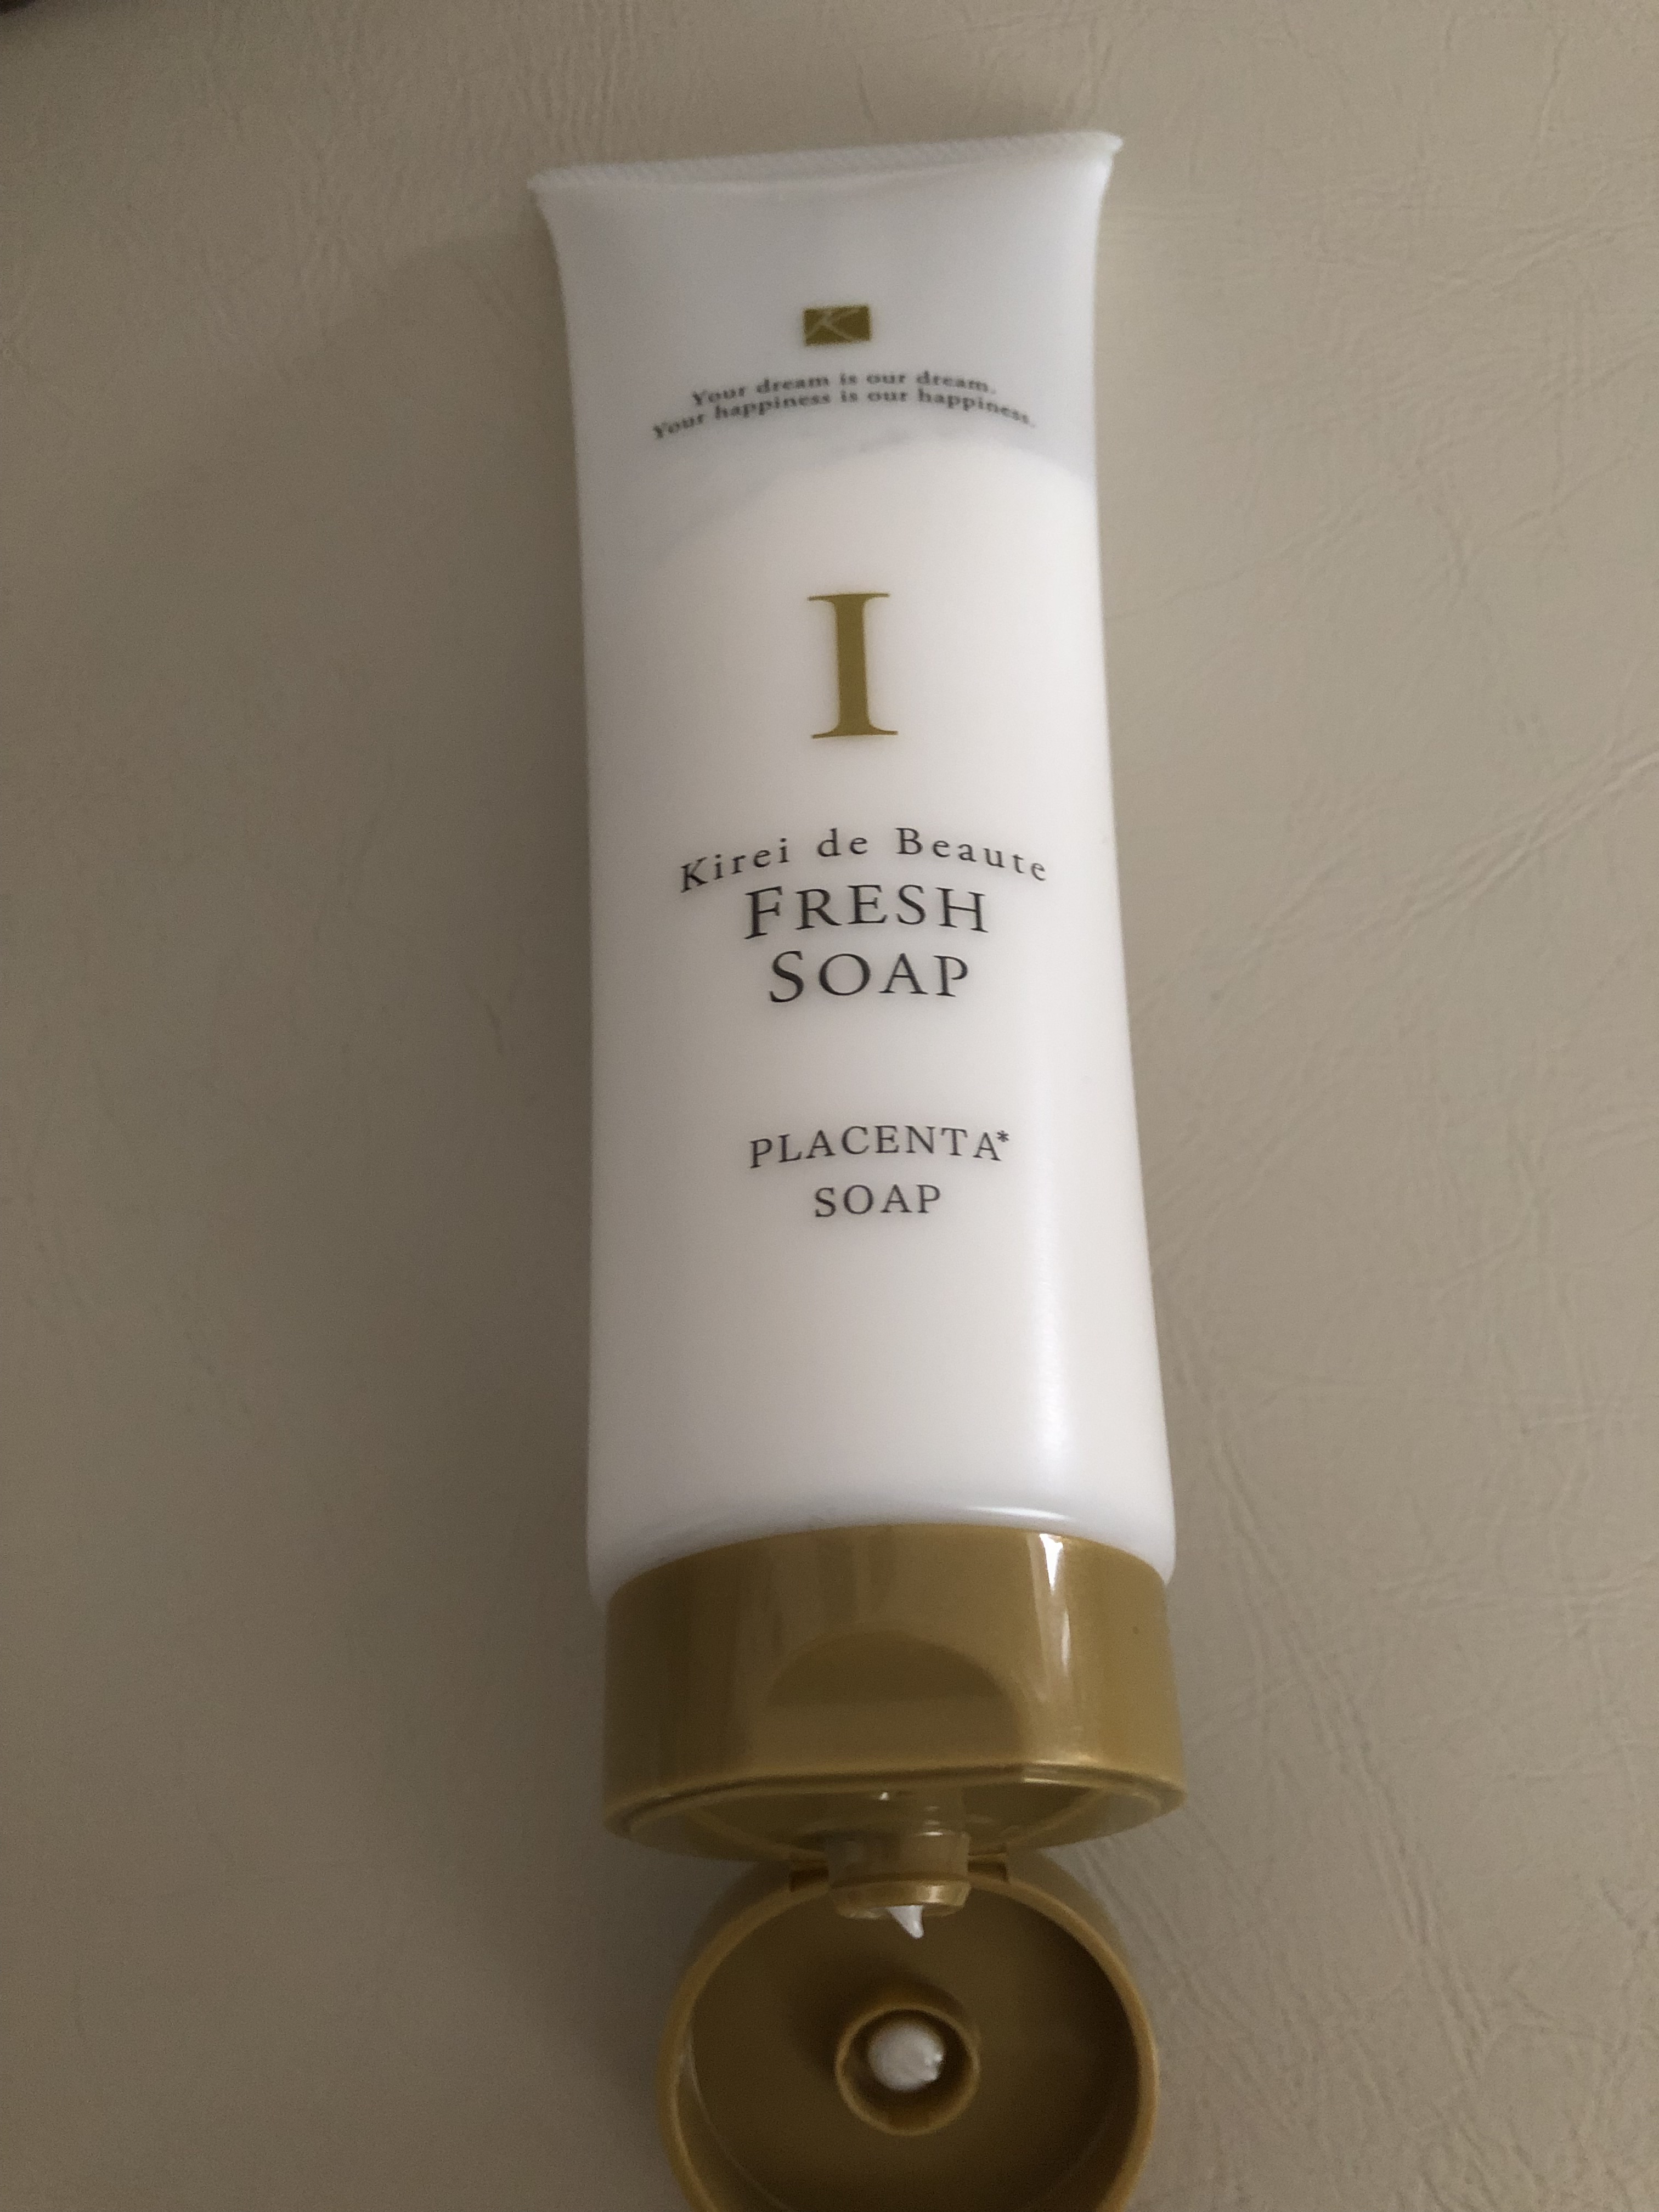 K
Your dream is our dream.
Your happiness is our happiness.
I
Kirei de Beaute
FRESH
SOAP
PLACENTA*
SOAP